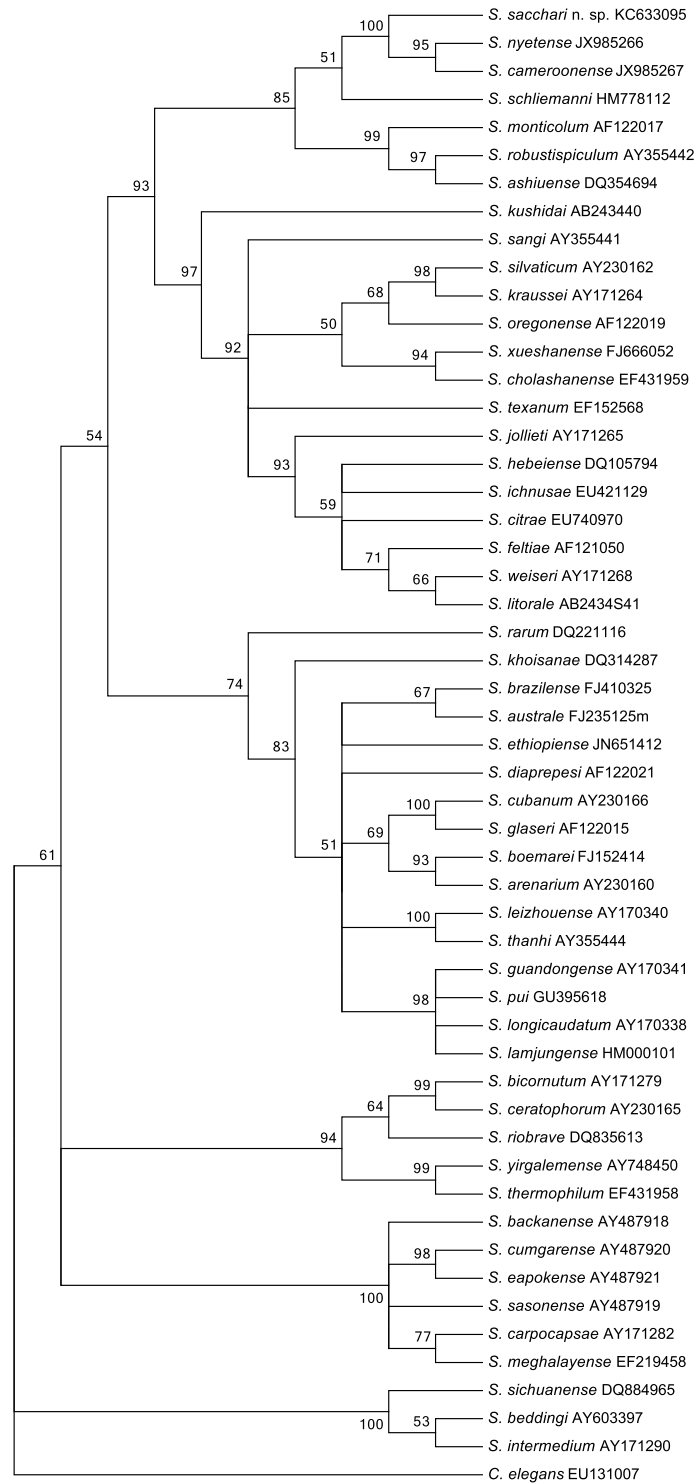 S. sacchari n. sp. KC633095
100
95
S. nyetense JX985266
51
S. cameroonense JX985267
85
S. schliemanni HM778112
S. monticolum AF122017
99
97
S. robustispiculum AY355442
93
S. ashiuense DQ354694
S. kushidai AB243440
S. sangi AY355441
97
98
S. silvaticum AY230162
68
S. kraussei AY171264
50
S. oregonense AF122019
92
94
S. xueshanense FJ666052
S. cholashanense EF431959
S. texanum EF152568
54
S. jollieti AY171265
93
S. hebeiense DQ105794
S. ichnusae EU421129
59
S. citrae EU740970
71
S. feltiae AF121050
66
S. weiseri AY171268
S. litorale AB2434S41
S. rarum DQ221116
S. khoisanae DQ314287
74
67
S. brazilense FJ410325
S. australe FJ235125m
83
S. ethiopiense JN651412
S. diaprepesi AF122021
100
S. cubanum AY230166
69
S. glaseri AF122015
51
93
S. boemarei FJ152414
61
S. arenarium AY230160
100
S. leizhouense AY170340
S. thanhi AY355444
S. guandongense AY170341
98
S. pui GU395618
S. longicaudatum AY170338
S. lamjungense HM000101
99
S. bicornutum AY171279
64
S. ceratophorum AY230165
94
S. riobrave DQ835613
99
S. yirgalemense AY748450
S. thermophilum EF431958
S. backanense AY487918
98
S. cumgarense AY487920
S. eapokense AY487921
100
S. sasonense AY487919
77
S. carpocapsae AY171282
S. meghalayense EF219458
S. sichuanense DQ884965
100
53
S. beddingi AY603397
S. intermedium AY171290
C. elegans EU131007